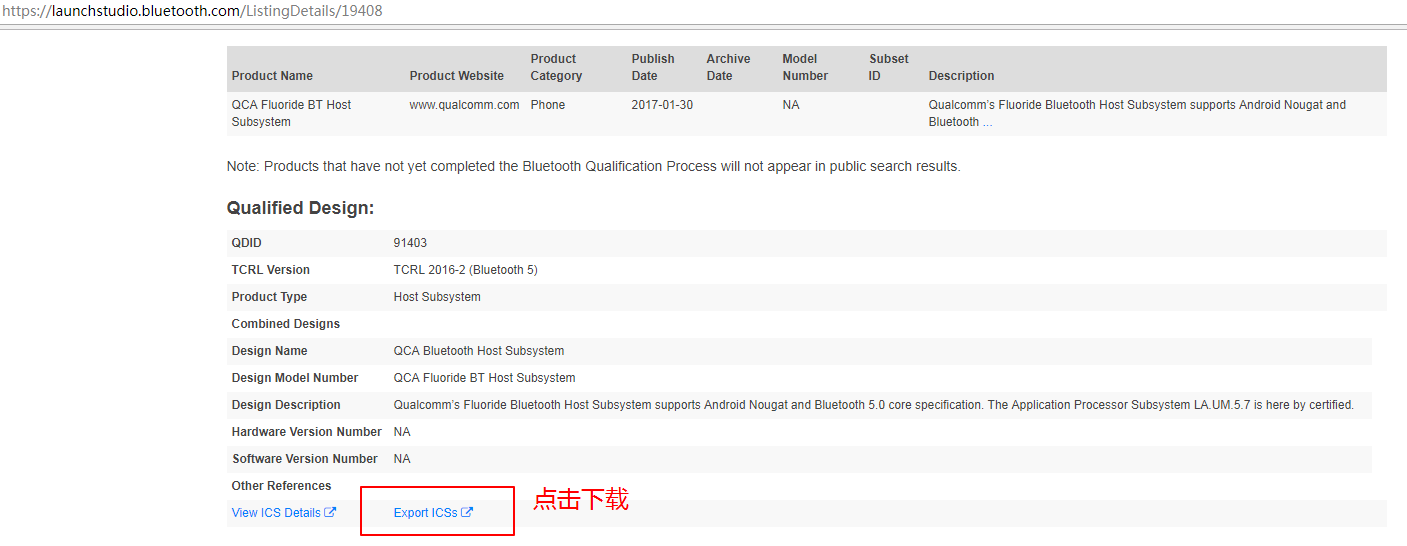 https://launchstudio.bluetooth.com/ListingDetails/19408
Product Name Product Website Product Category Publish Date Archive Date Model Number Subset ID Description
QCA Fluoride BT Host Subsystem www.qualcomm.com Phone 2017-01-30 NA Qualcomm's Fluoride Bluetooth Host Subsystem supports Android Nougat and Bluetooth ...
Note: Products that have not yet completed the Bluetooth Qualification Process will not appear in public search results.
Qualified Design:
QDID 91403
TCRL Version TCRL 2016-2 (Bluetooth 5)
Product Type Host Subsystem
Combined Designs
Design Name QCA Bluetooth Host Subsystem
Design Model Number QCA Fluoride BT Host Subsystem
Design Description Qualcomm's Fluoride Bluetooth Host Subsystem supports Android Nougat and Bluetooth 5.0 core specification. The Application Processor Subsystem LA.UM.5.7 is here by certified.
Hardware Version Number NA
Software Version Number NA
Other References
View ICS Details Export ICSs 点击下载